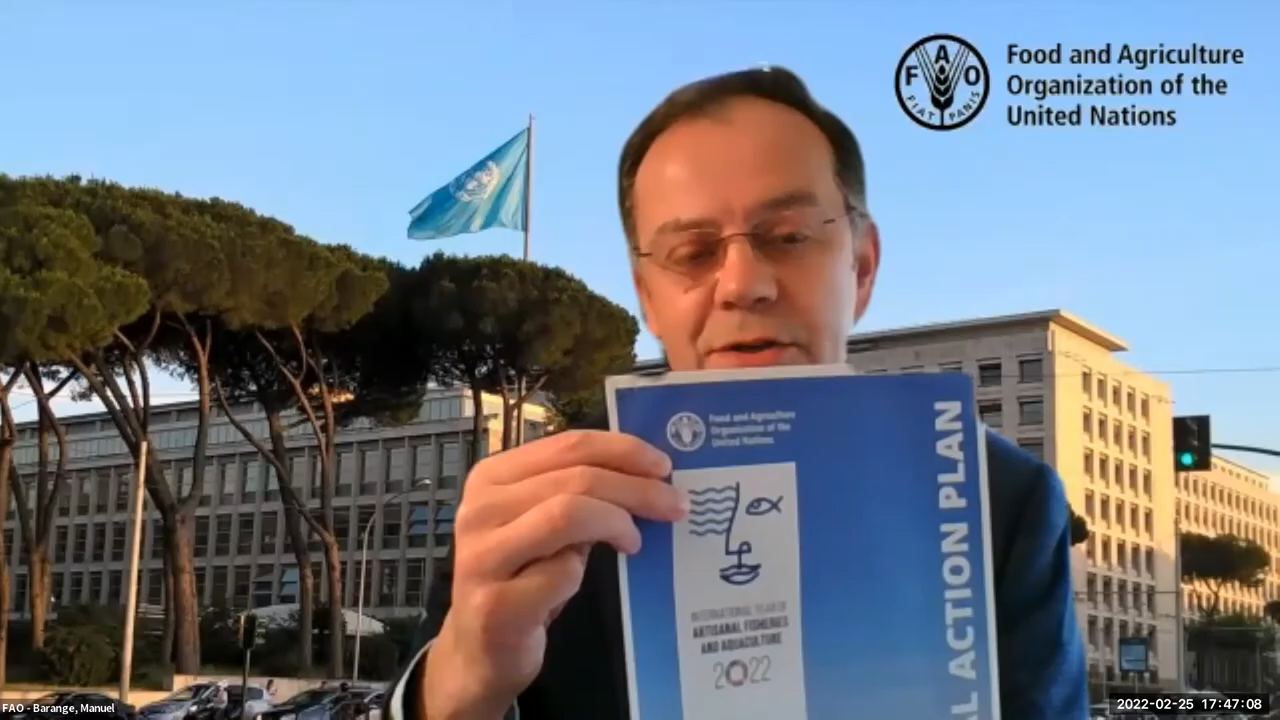 FAO
FIAT PANIS
Food and Agriculture
Organization of the
United Nations
Food and Agriculture
Organization of the
United Nations
INTERNATIONAL YEAR OF
ARTISANAL FISHERIES
AND AQUACULTURE
2022
AL ACTION PLAN
FAO - Barange, Manuel
2022-02-25 17:47:08